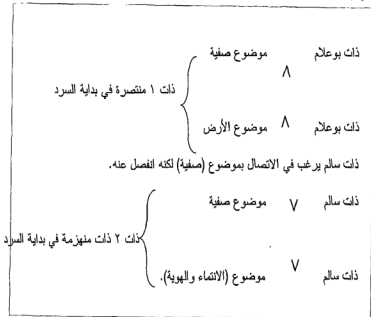 ذات بوعلام ∧ موضوع صفية
ذات ١ منتصرة في بداية السرد
ذات بوعلام ∧ موضوع الأرض
ذات سالم يرغب في الاتصال بموضوع (صفية) لكنه انفصل عنه.
ذات سالم ∨ موضوع صفية
ذات ٢ ذات منهزمة في بداية السرد
ذات سالم ∨ موضوع (الانتماء والهوية).